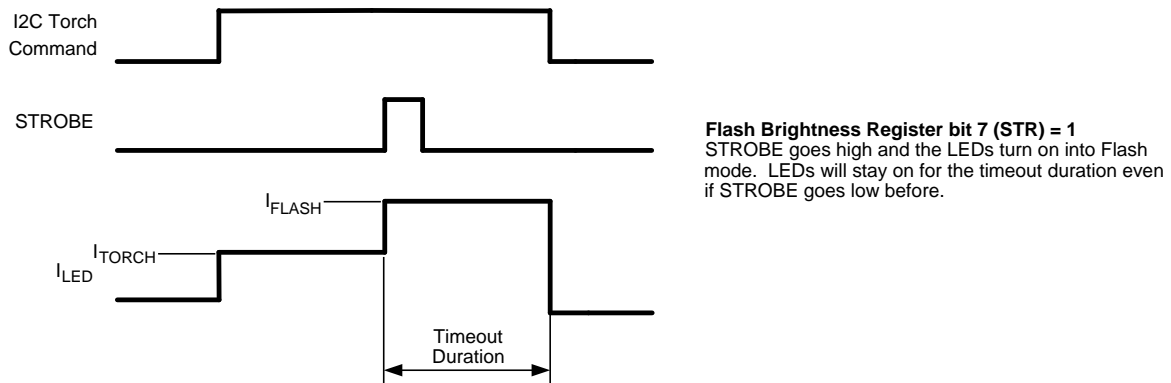 I2C Torch
Command
STROBE
Flash Brightness Register bit 7 (STR) = 1
STROBE goes high and the LEDs turn on into Flash
mode. LEDs will stay on for the timeout duration even
if STROBE goes low before.
IFLASH
ITORCH
ILED
Timeout
Duration